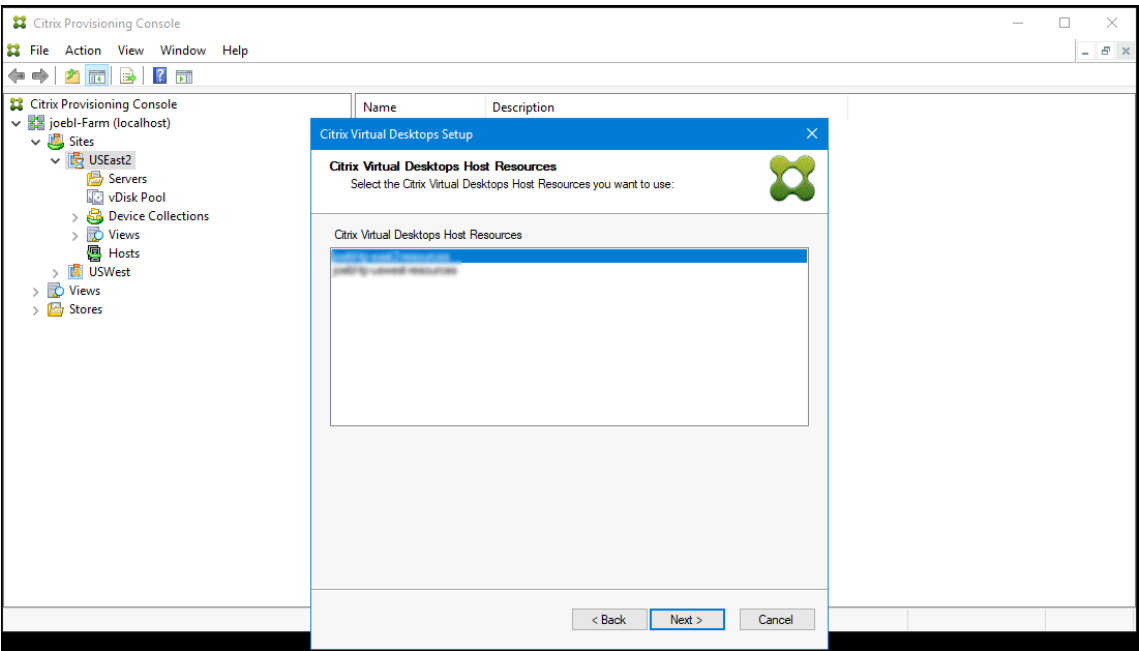 Citrix Provisioning Console
File Action View Window Help
Citrix Provisioning Console
joebl-Farm (localhost)
Sites
USEast2
Servers
vDisk Pool
Device Collections
Views
Hosts
USWest
Views
Stores
Name Description
Citrix Virtual Desktops Setup
Citrix Virtual Desktops Host Resources
Select the Citrix Virtual Desktops Host Resources you want to use:
Citrix Virtual Desktops Host Resources
< Back Next > Cancel